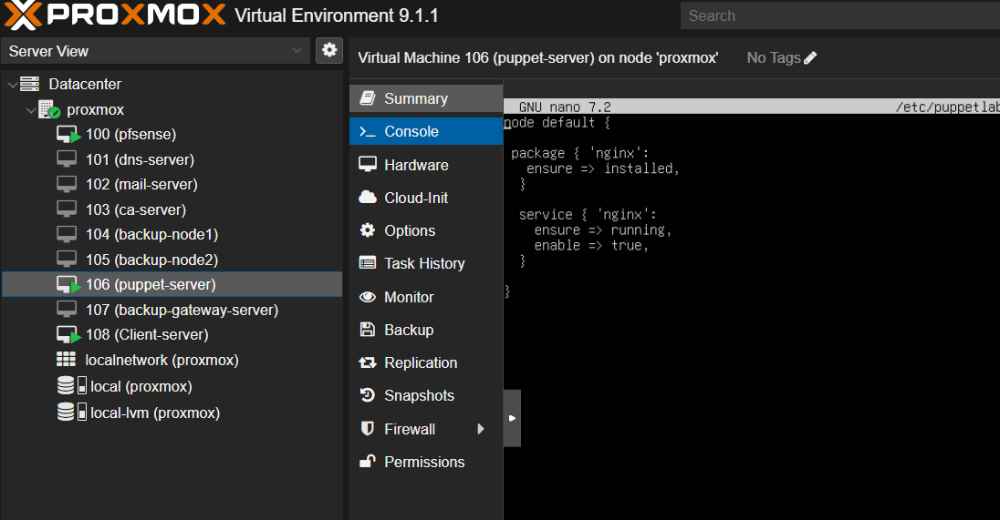 PROXMOX Virtual Environment 9.1.1
Search
Server View
Datacenter
proxmox
100 (pfsense)
101 (dns-server)
102 (mail-server)
103 (ca-server)
104 (backup-node1)
105 (backup-node2)
106 (puppet-server)
107 (backup-gateway-server)
108 (Client-server)
localnetwork (proxmox)
local (proxmox)
local-lvm (proxmox)
Virtual Machine 106 (puppet-server) on node 'proxmox'
No Tags
Summary
Console
Hardware
Cloud-Init
Options
Task History
Monitor
Backup
Replication
Snapshots
Firewall
Permissions
GNU nano 7.2 /etc/puppetlab
node default {
package { 'nginx':
ensure => installed,
}
service { 'nginx':
ensure => running,
enable => true,
}
}